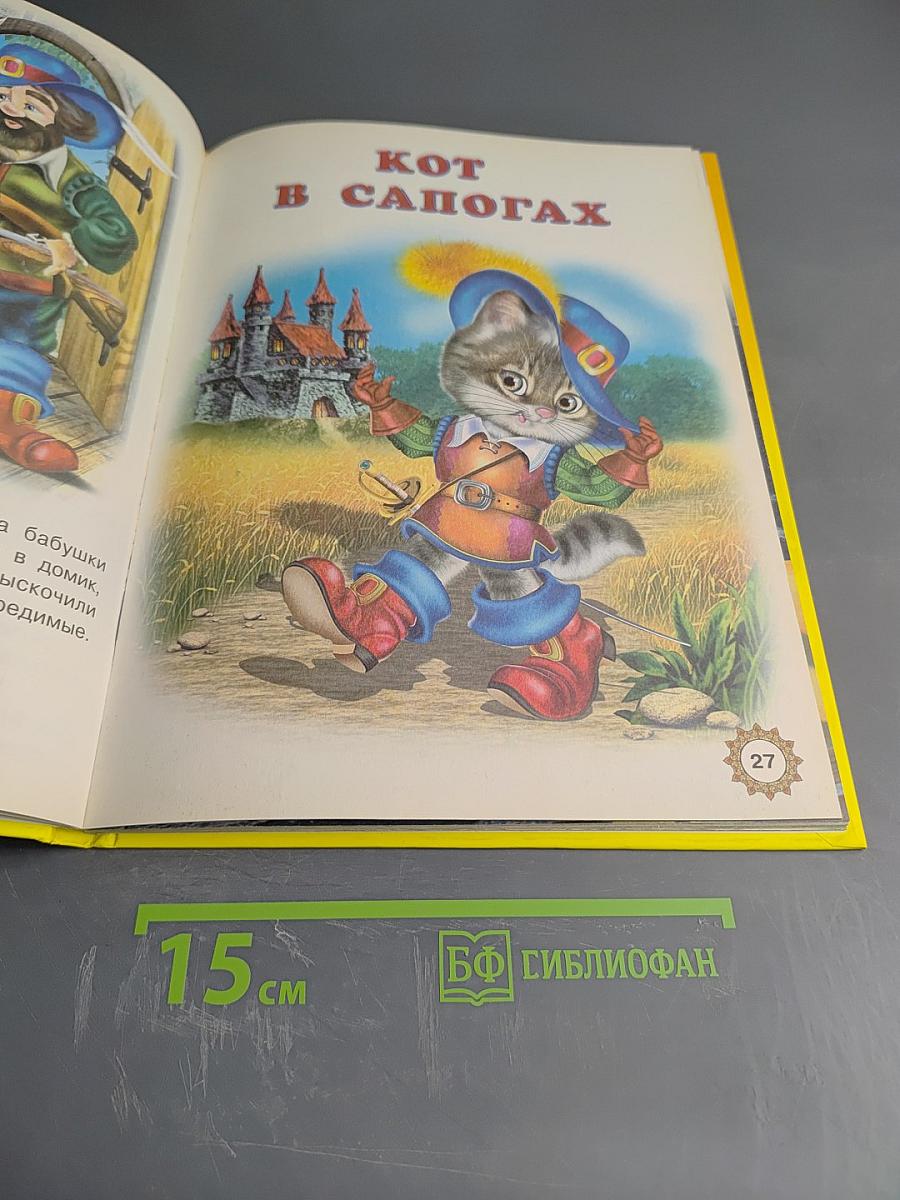 КОТ
В САПОГАХ
а бабушки
в домик,
ыскочили
редимые.
27
15 см
БФ
БИБЛИОФАН